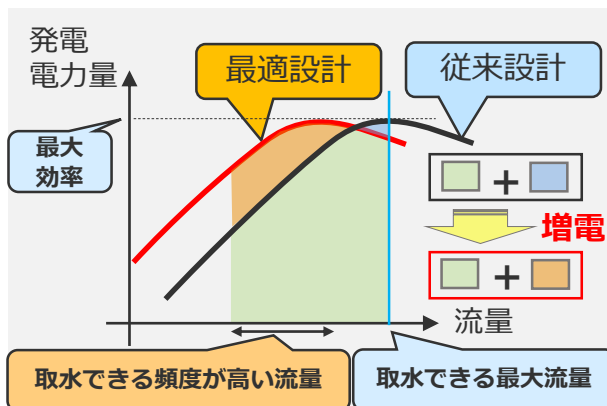 発電
電力量
最適設計
従来設計
最大
効率
+
増電
+
流量
取水できる頻度が高い流量
取水できる最大流量